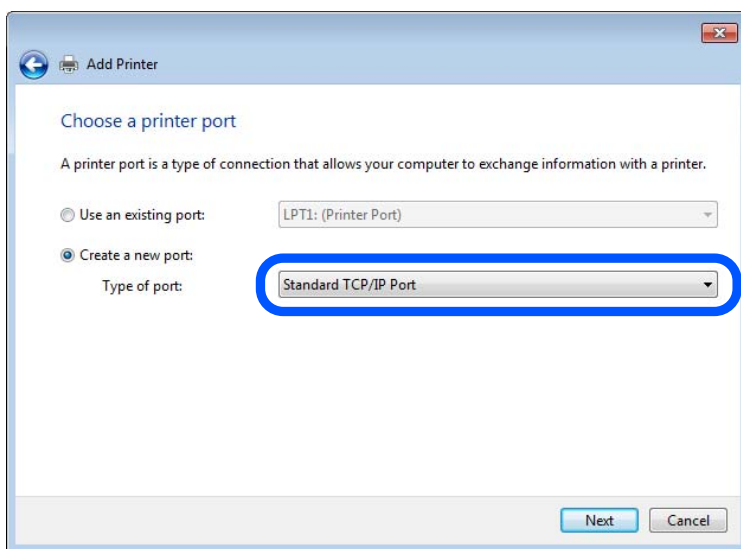 Add Printer
Choose a printer port
A printer port is a type of connection that allows your computer to exchange information with a printer.
Use an existing port: LPT1: (Printer Port)
Create a new port:
Type of port: Standard TCP/IP Port
Next Cancel